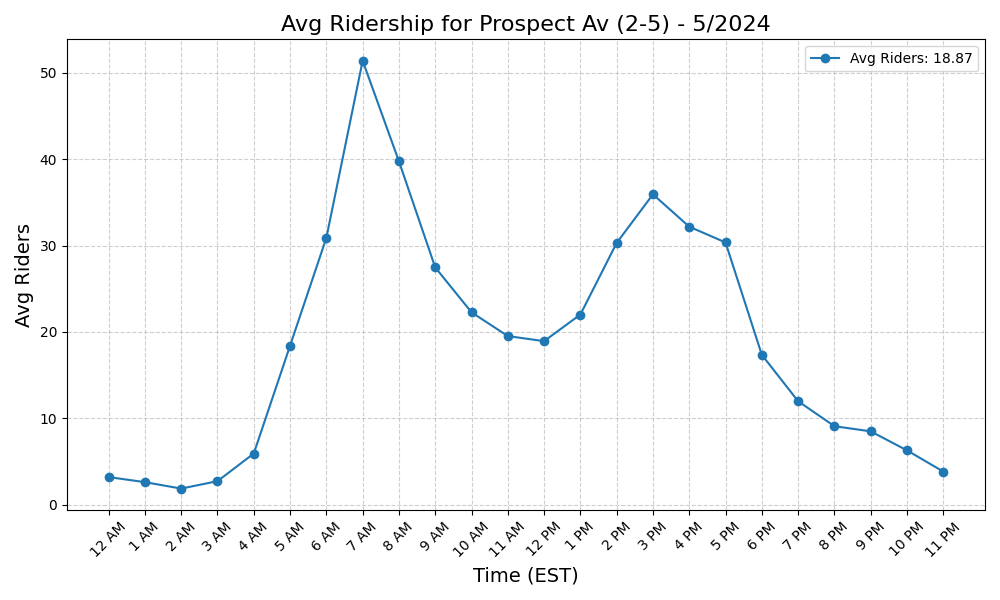 Avg Ridership for Prospect Av (2-5) - 5/2024
Avg Riders: 18.87
Avg Riders
50
40
30
20
10
0
12 AM
1 AM
2 AM
3 AM
4 AM
5 AM
6 AM
7 AM
8 AM
9 AM
10 AM
11 AM
12 PM
1 PM
2 PM
3 PM
4 PM
5 PM
6 PM
7 PM
8 PM
9 PM
10 PM
11 PM
Time (EST)